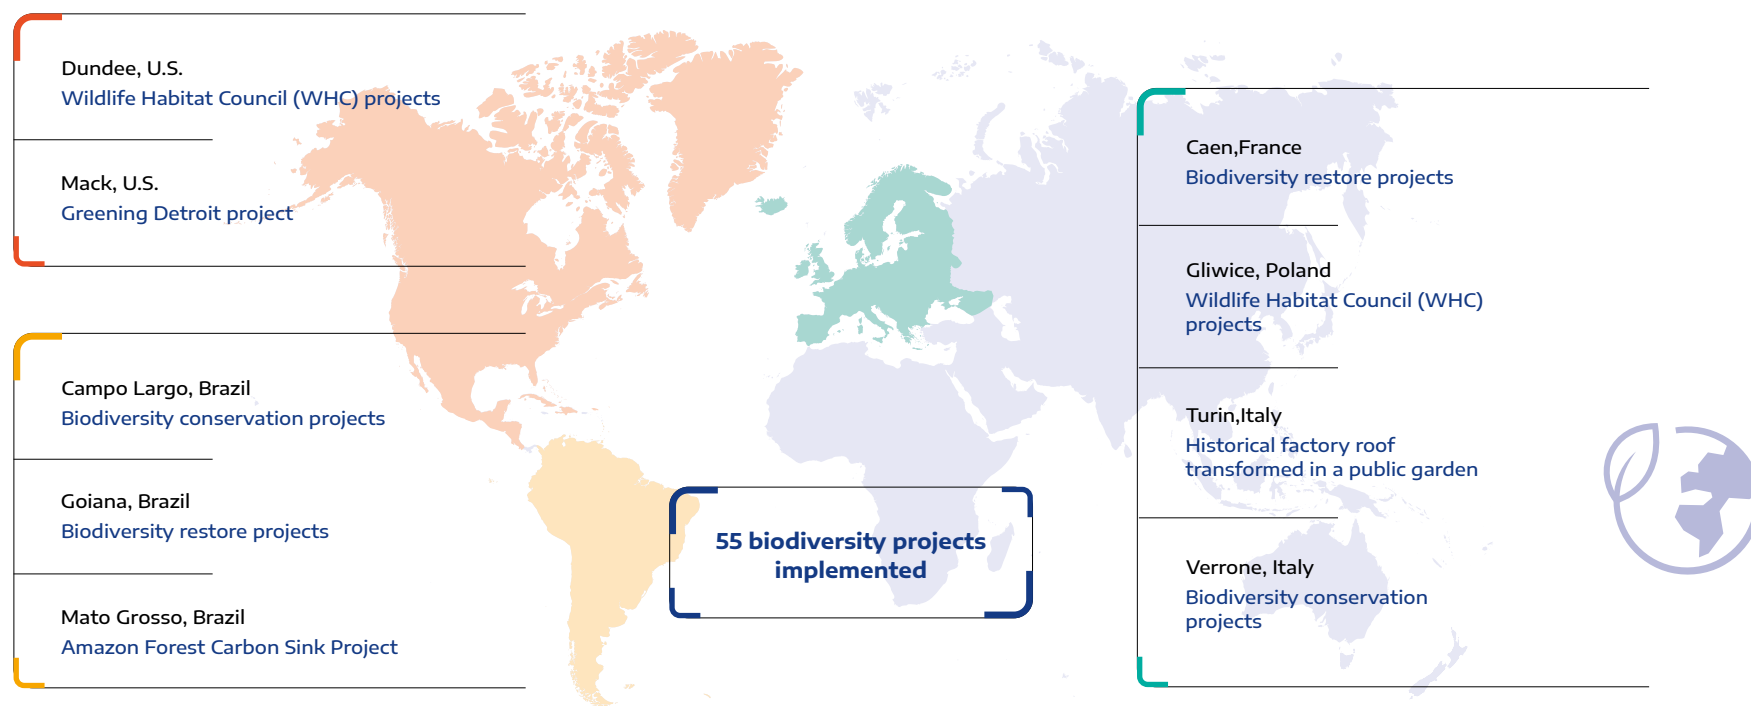 Dundee, U.S.
Wildlife Habitat Council (WHC) projects
Mack, U.S.
Greening Detroit project
Campo Largo, Brazil
Biodiversity conservation projects
Goiana, Brazil
Biodiversity restore projects
Mato Grosso, Brazil
Amazon Forest Carbon Sink Project
55 biodiversity projects
implemented
Caen,France
Biodiversity restore projects
Gliwice, Poland
Wildlife Habitat Council (WHC)
projects
Turin,Italy
Historical factory roof
transformed in a public garden
Verrone, Italy
Biodiversity conservation
projects